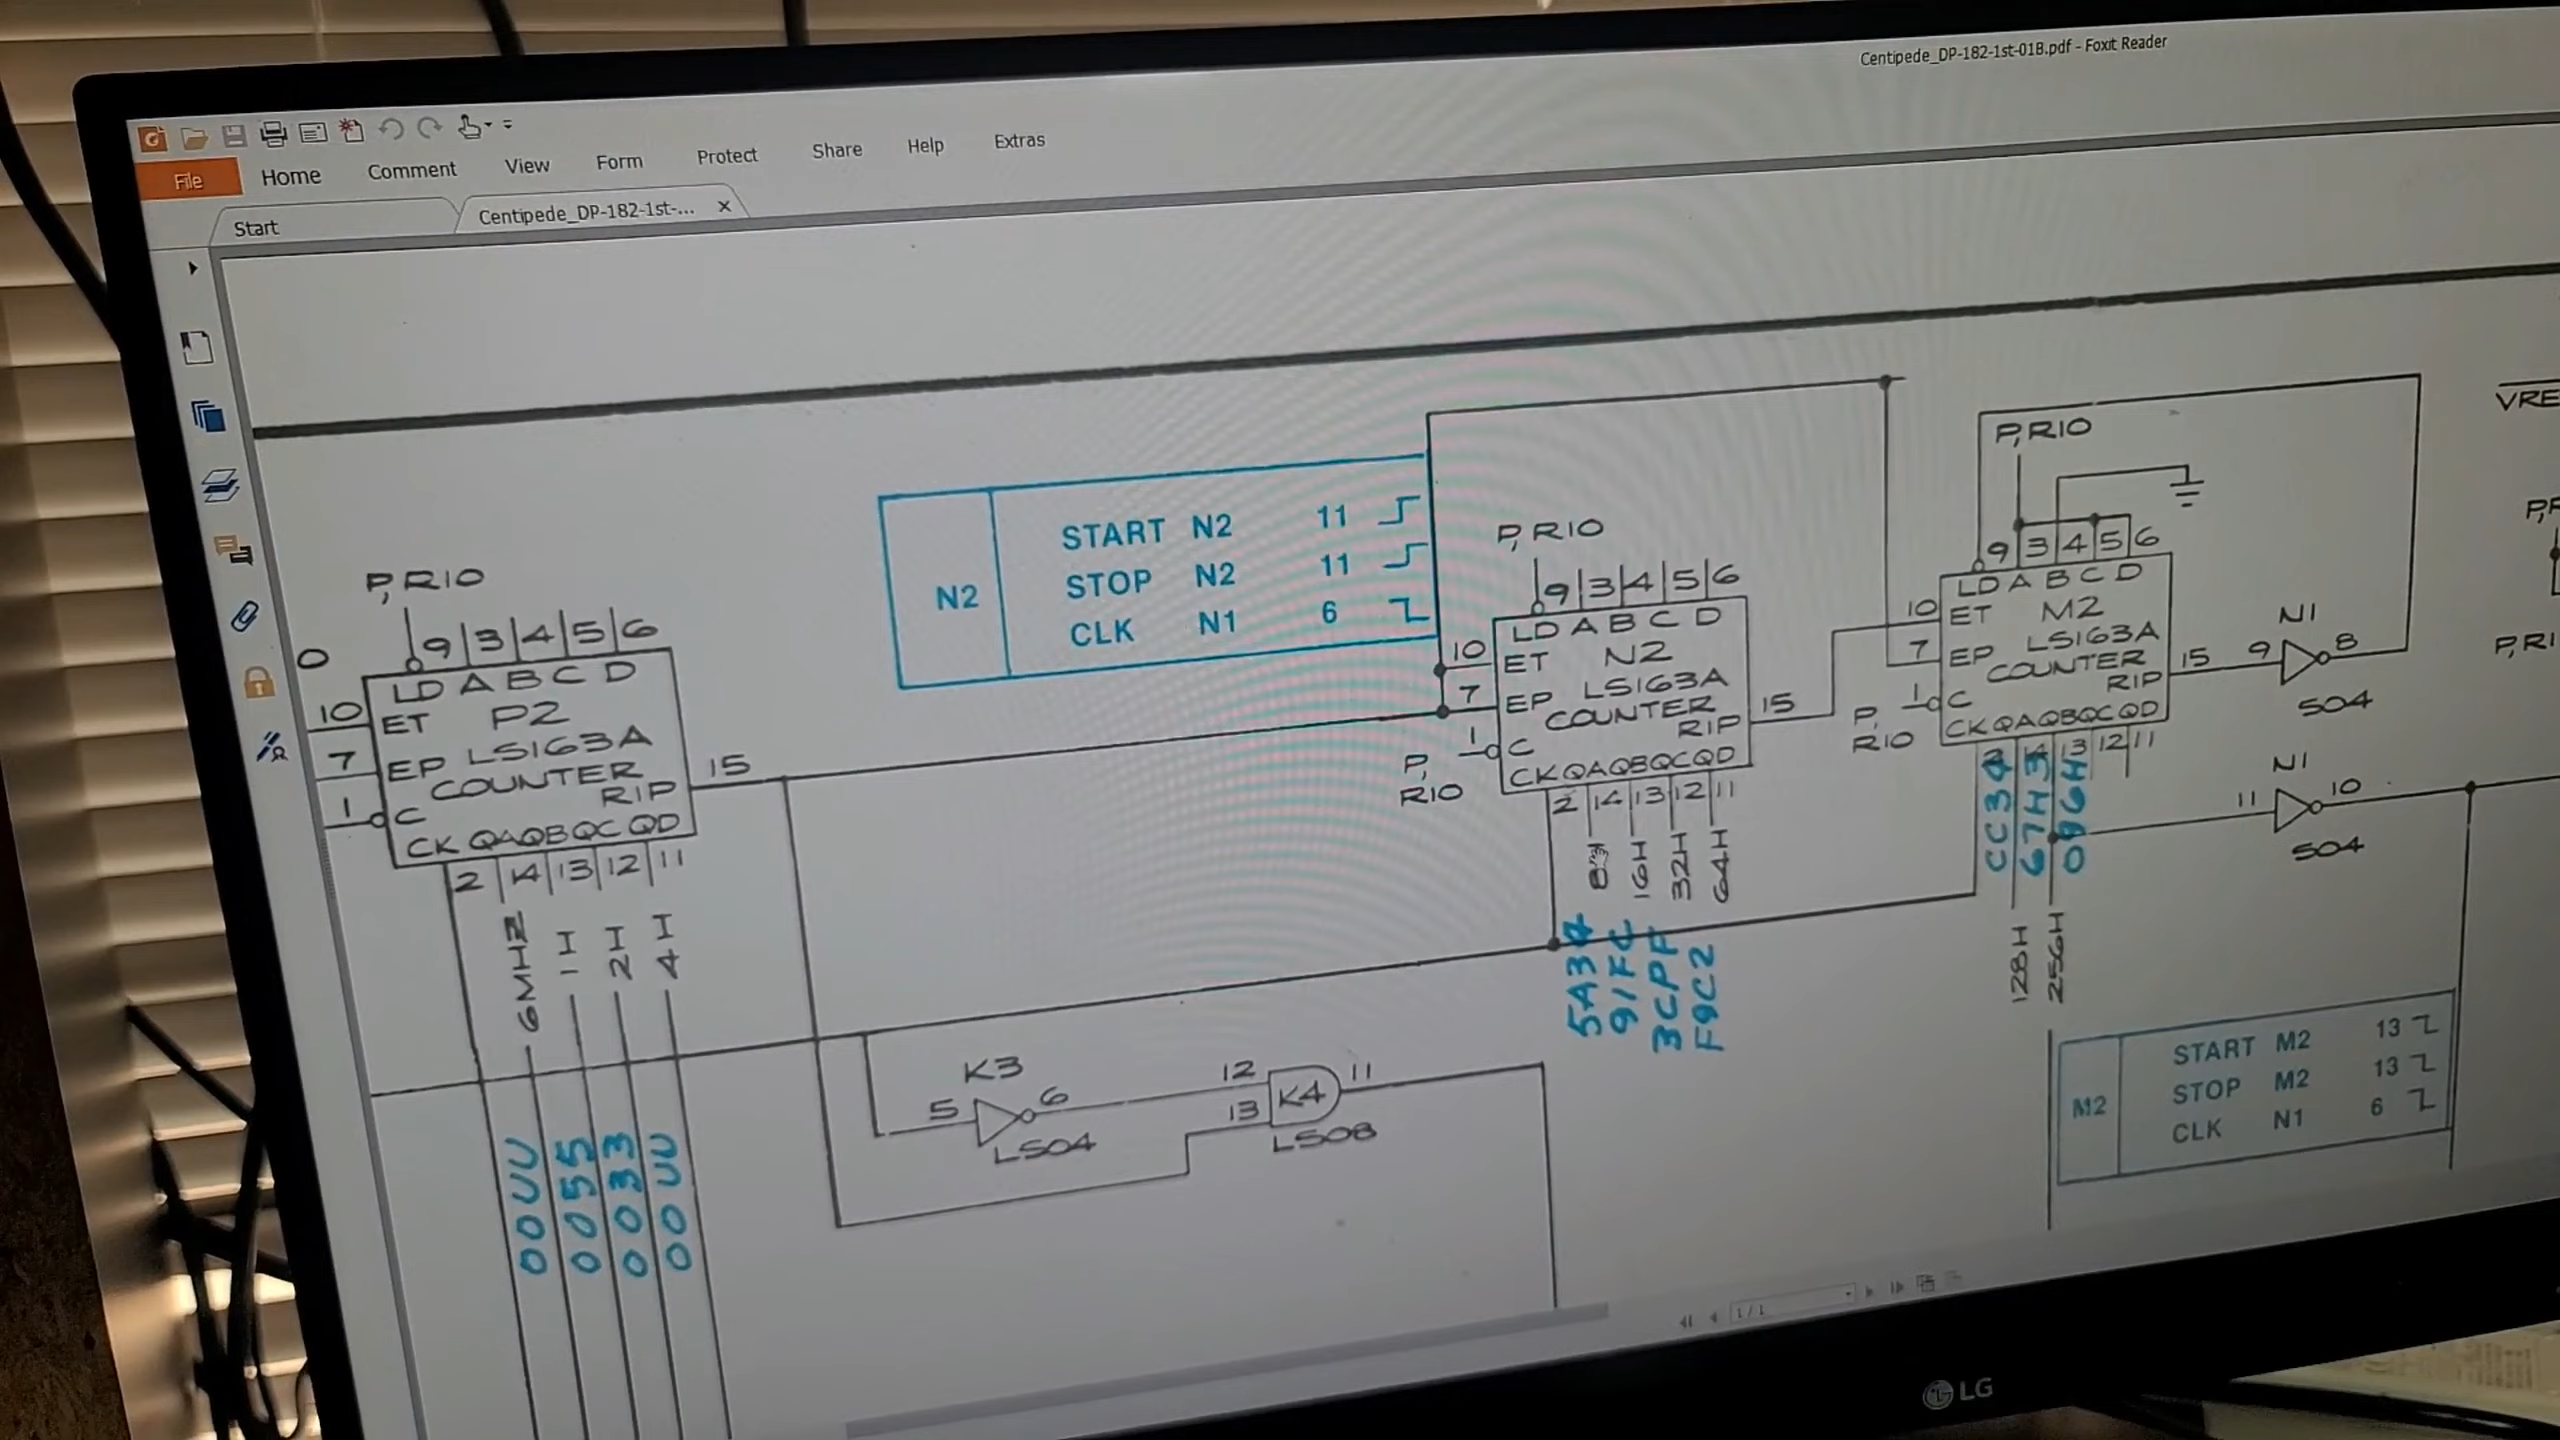 Centipede_DP-182-1st-01B.pdf - Foxit Reader
File Home Comment View Form Protect Share Help Extras
Start
Centipede_DP-182-1st-... ×
VRE
P,R10
P,R10
P,R10
N2
START N2 11
STOP N2 11
CLK N1 6
O
9 3 4 5 6
LD A B C D
10 ET P2
7 EP LS163A
COUNTER
RIP 15
1 C
CK QA QB QC QD
2 14 13 12 11
6MHZ 1H 2H 4H
00UU 0055 0033 00UU
9 3 4 5 6
LD A B C D
10 ET N2
7 EP LS163A
COUNTER
RIP 15
1 C
P,
R10
CK QA QB QC QD
2 14 13 12 11
8H 16H 32H 64H
91FC 3CPF F9C2
9 3 4 5 6
LD A B C D
10 ET M2
7 EP LS163A
COUNTER
RIP 15
1 C
P,
R10
CK QA QB QC QD
13 12 11
128H 256H
N1
9 8
S04
N1
11 10
S04
P,R1
K3
5 6
LS04
12
13
K4 11
LS08
M2
START M2 13
STOP M2 13
CLK N1 6
1 / 1
LG